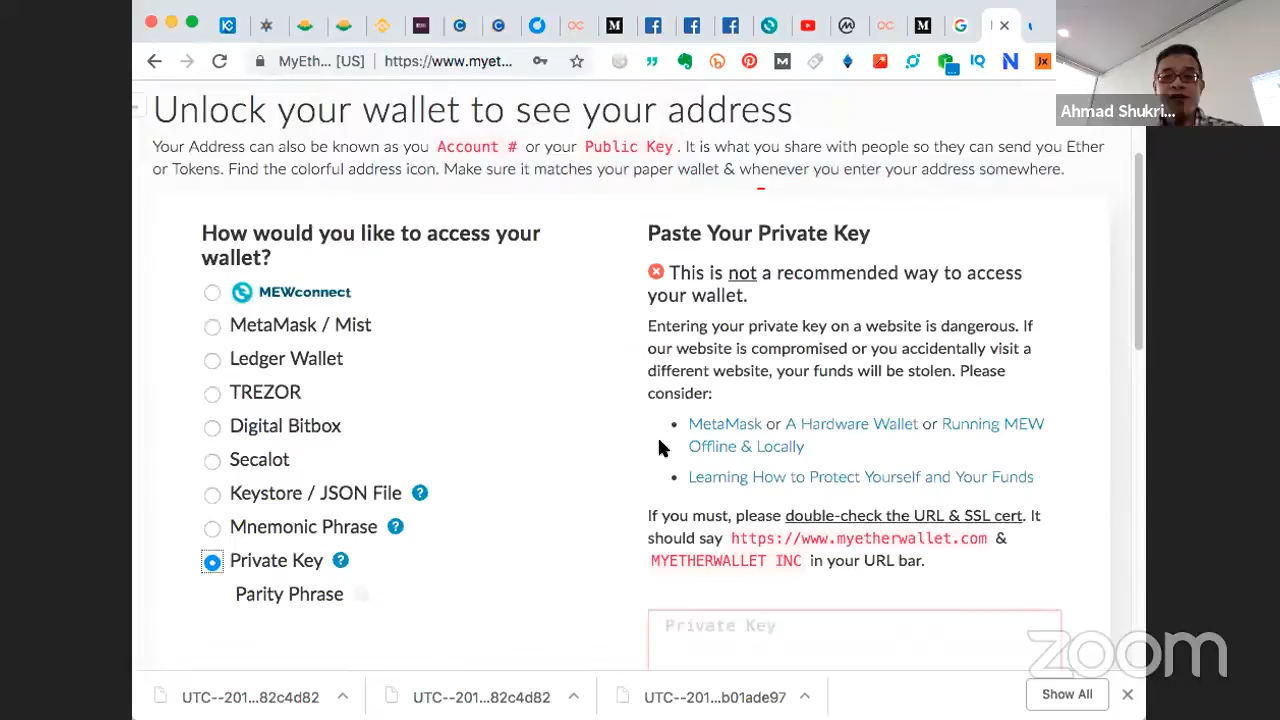 MyEth... [US]
https://www.myet...
IQ
N
Jx
Ahmad Shukri...
Unlock your wallet to see your address
Your Address can also be known as you Account # or your Public Key. It is what you share with people so they can send you Ether
or Tokens. Find the colorful address icon. Make sure it matches your paper wallet & whenever you enter your address somewhere.
How would you like to access your
wallet?
MEWconnect
MetaMask / Mist
Ledger Wallet
TREZOR
Digital Bitbox
Secalot
Keystore / JSON File
Mnemonic Phrase
Private Key
Parity Phrase
Paste Your Private Key
This is not a recommended way to access
your wallet.
Entering your private key on a website is dangerous. If
our website is compromised or you accidentally visit a
different website, your funds will be stolen. Please
consider:
• MetaMask or A Hardware Wallet or Running MEW
Offline & Locally
• Learning How to Protect Yourself and Your Funds
If you must, please double-check the URL & SSL cert. It
should say https://www.myetherwallet.com &
MYETHERWALLET INC in your URL bar.
Private Key
zoom
UTC--201...82c4d82
UTC--201...82c4d82
UTC--201...b01ade97
Show All